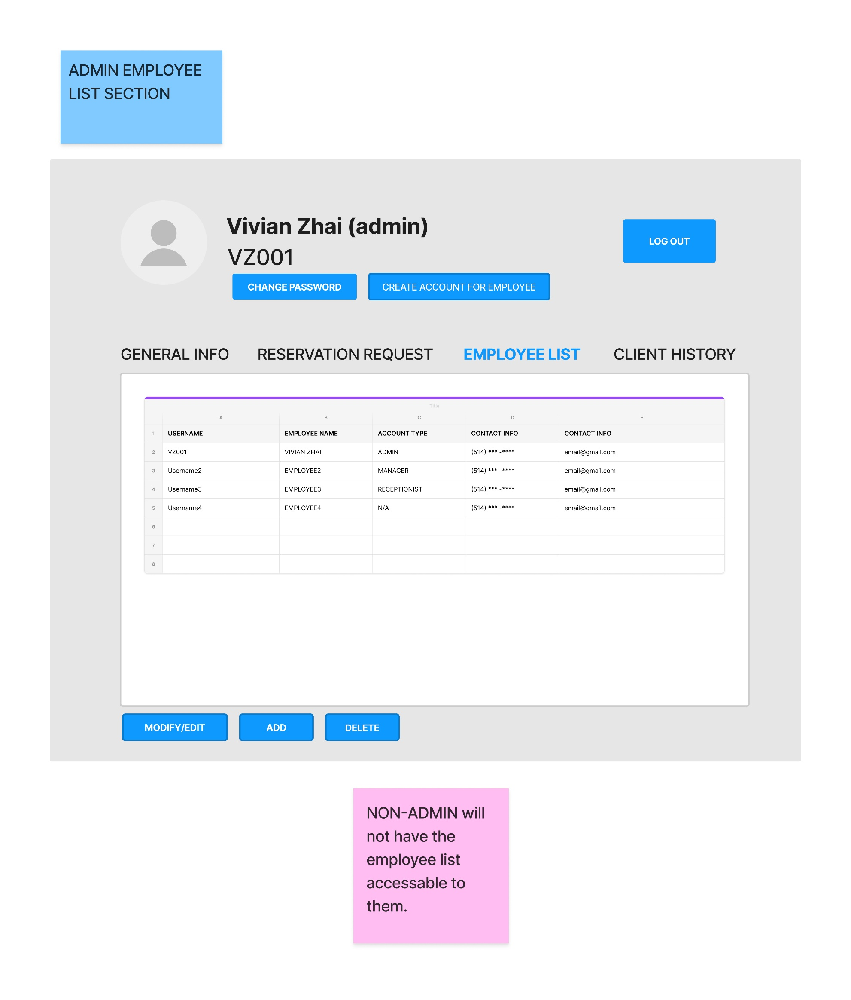 ADMIN EMPLOYEE
LIST SECTION
Vivian Zhai (admin)
VZ001
LOG OUT
CHANGE PASSWORD
CREATE ACCOUNT FOR EMPLOYEE
GENERAL INFO RESERVATION REQUEST EMPLOYEE LIST CLIENT HISTORY
Title
A B C D E
1 USERNAME EMPLOYEE NAME ACCOUNT TYPE CONTACT INFO CONTACT INFO
2 VZ001 VIVIAN ZHAI ADMIN (514) *** -**** email@gmail.com
3 Username2 EMPLOYEE2 MANAGER (514) *** -**** email@gmail.com
4 Username3 EMPLOYEE3 RECEPTIONIST (514) *** -**** email@gmail.com
5 Username4 EMPLOYEE4 N/A (514) *** -**** email@gmail.com
6
7
8
MODIFY/EDIT ADD DELETE
NON-ADMIN will
not have the
employee list
accessable to
them.